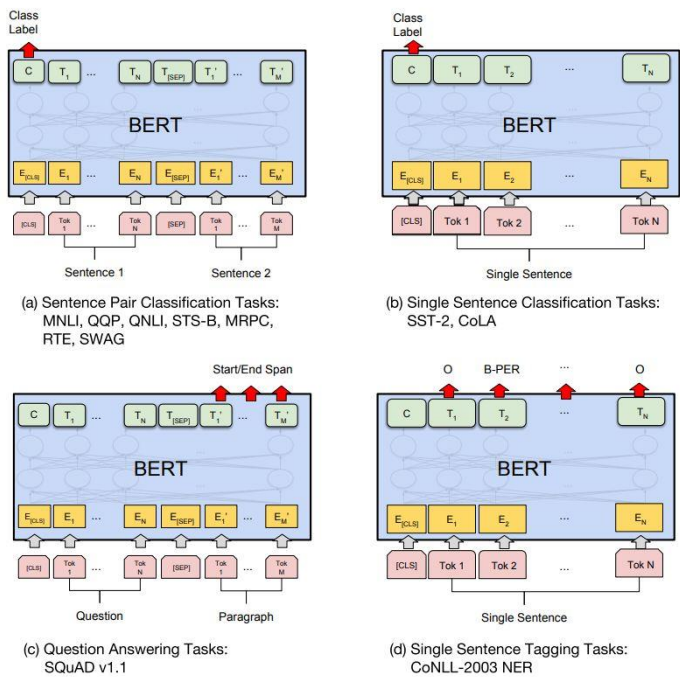 Class
Label
C T1 ... TN T[SEP] T1' ... TM'
BERT
E[CLS] E1 ... EN E[SEP] E1' ... EM'
[CLS] Tok 1 ... Tok N [SEP] Tok 1 ... Tok M
Sentence 1 Sentence 2
(a) Sentence Pair Classification Tasks:
MNLI, QQP, QNLI, STS-B, MRPC,
RTE, SWAG
Class
Label
C T1 T2 ... TN
BERT
E[CLS] E1 E2 ... EN
[CLS] Tok 1 Tok 2 ... Tok N
Single Sentence
(b) Single Sentence Classification Tasks:
SST-2, CoLA
Start/End Span
C T1 ... TN T[SEP] T1' ... TM'
BERT
E[CLS] E1 ... EN E[SEP] E1' ... EM'
[CLS] Tok 1 ... Tok N [SEP] Tok 1 ... Tok M
Question Paragraph
(c) Question Answering Tasks:
SQuAD v1.1
O B-PER ... O
C T1 T2 ... TN
BERT
E[CLS] E1 E2 ... EN
[CLS] Tok 1 Tok 2 ... Tok N
Single Sentence
(d) Single Sentence Tagging Tasks:
CoNLL-2003 NER